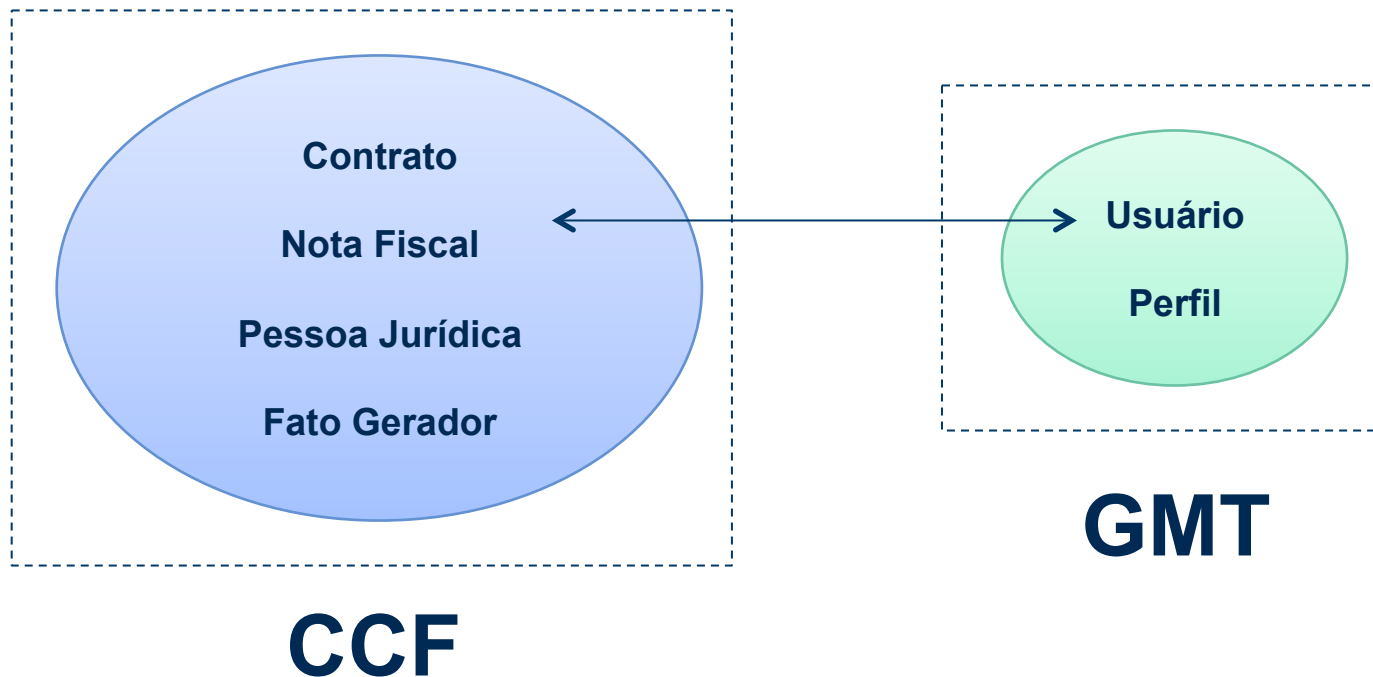 Contrato
Nota Fiscal
Pessoa Jurídica
Fato Gerador
CCF
Usuário
Perfil
GMT